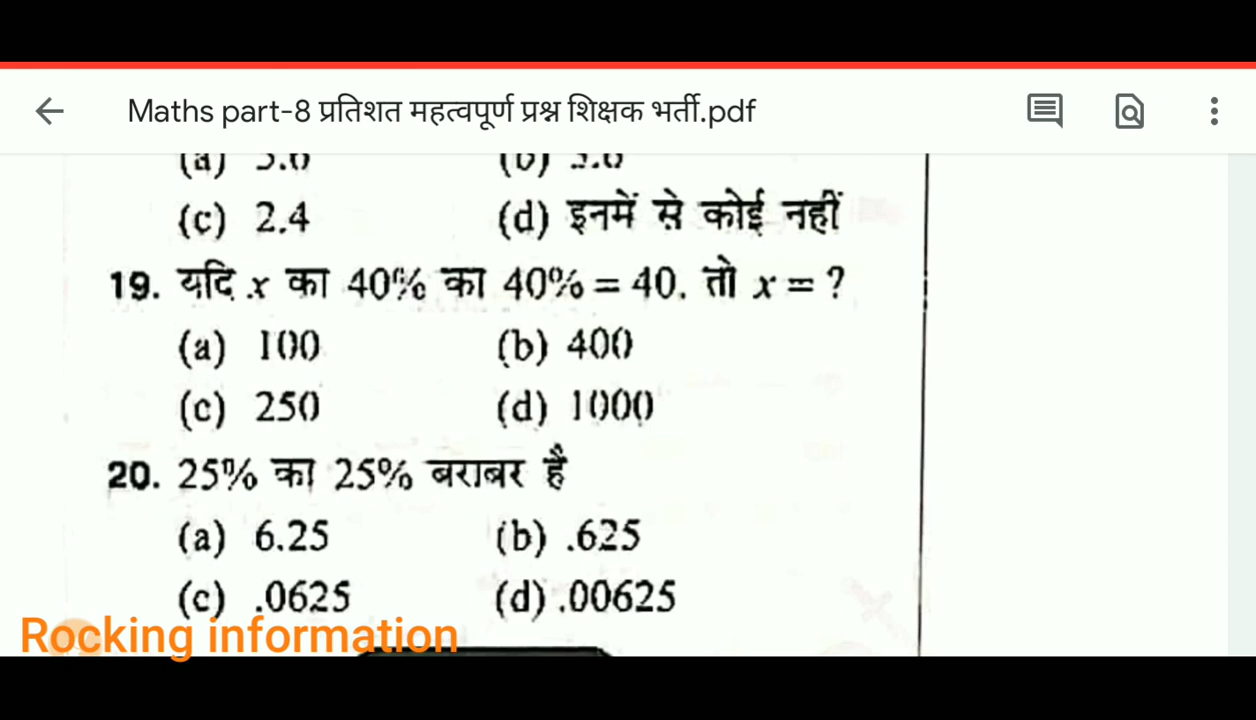 Maths part-8 प्रतिशत महत्वपूर्ण प्रश्न शिक्षक भर्ती.pdf
(c) 2.4 (d) इनमें से कोई नहीं
19. यदि x का 40% का 40% = 40. तो x = ?
(a) 100 (b) 400
(c) 250 (d) 1000
20. 25% का 25% बराबर है
(a) 6.25 (b) .625
(c) .0625 (d) .00625
Rocking information